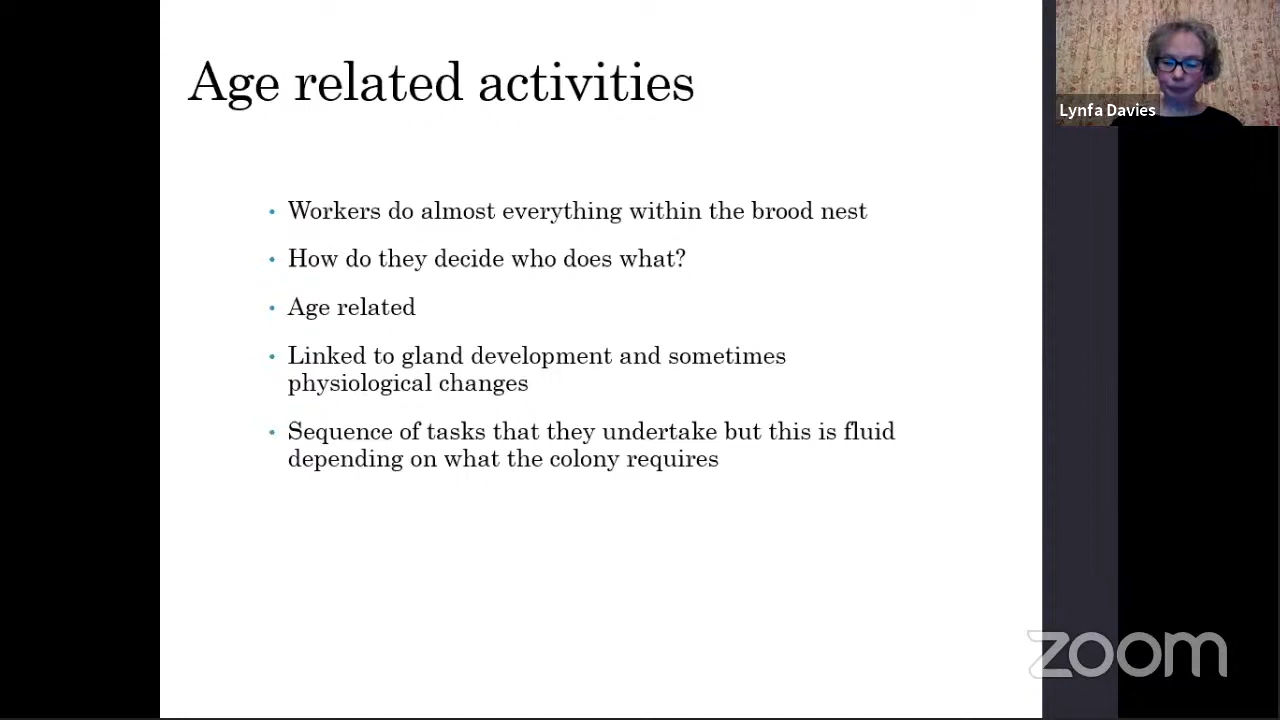 Age related activities
Workers do almost everything within the brood nest
How do they decide who does what?
Age related
Linked to gland development and sometimes
physiological changes
Sequence of tasks that they undertake but this is fluid
depending on what the colony requires
Lynfa Davies
zoom